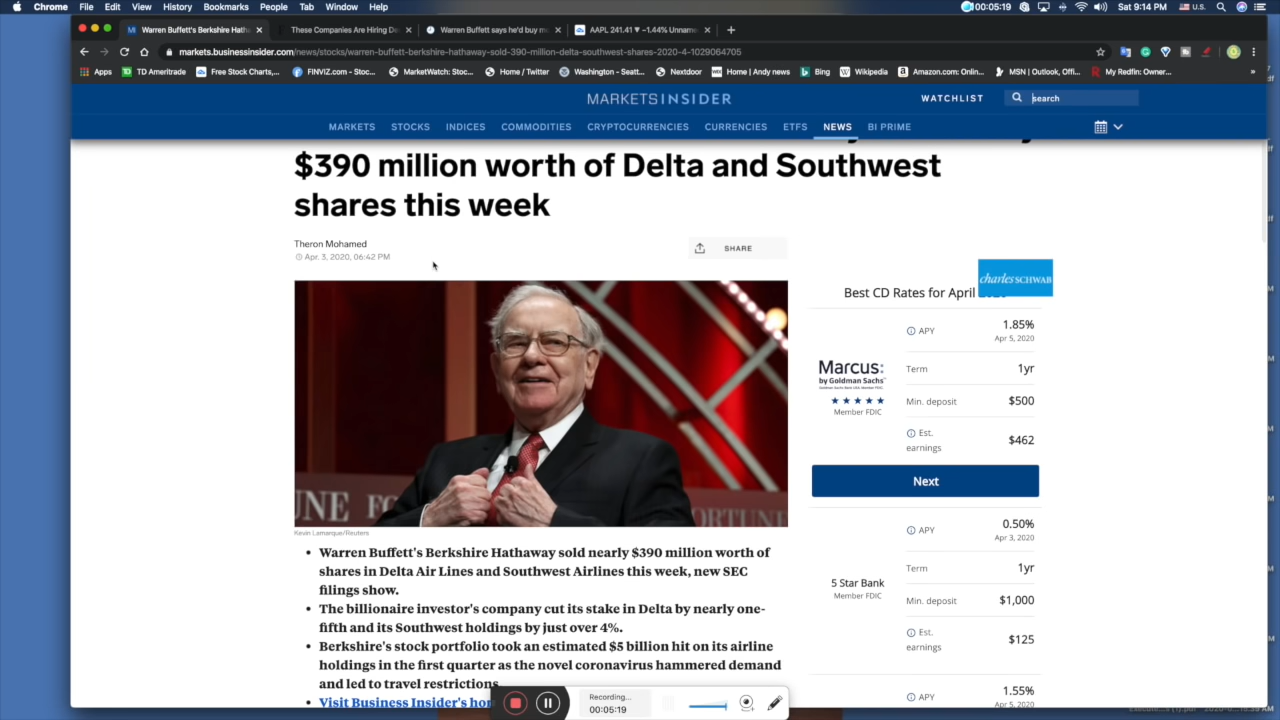 Chrome File Edit View History Bookmarks People Tab Window Help 00:05:19 U.S. Sat 9:14 PM
Warren Buffett's Berkshire Hath
These Companies Are Hiring D
Warren Buffett says he'd buy m
AAPL 241.41 ▼ −1.44% Unnam
markets.businessinsider.com/news/stocks/warren-buffett-berkshire-hathaway-sold-390-million-delta-southwest-shares-2020-4-1029064705
Apps TD Ameritrade Free Stock Charts,... FINVIZ.com - Stoc... MarketWatch: Stoc... Home / Twitter Washington - Seatt... Nextdoor Home | Andy news Bing Wikipedia Amazon.com: Onlin... MSN | Outlook, Offi... My Redfin: Owner... »
MARKETS INSIDER
WATCHLIST
search
MARKETS STOCKS INDICES COMMODITIES CRYPTOCURRENCIES CURRENCIES ETFS NEWS BI PRIME
$390 million worth of Delta and Southwest
shares this week
Theron Mohamed
Apr. 3, 2020, 06:42 PM
SHARE
FORTUNE
Kevin Lamarque/Reuters
• Warren Buffett's Berkshire Hathaway sold nearly $390 million worth of
shares in Delta Air Lines and Southwest Airlines this week, new SEC
filings show.
• The billionaire investor's company cut its stake in Delta by nearly one-
fifth and its Southwest holdings by just over 4%.
• Berkshire's stock portfolio took an estimated $5 billion hit on its airline
holdings in the first quarter as the novel coronavirus hammered demand
and led to travel restrictions.
• Visit Business Insider's
charles SCHWAB
Best CD Rates for April
APY 1.85%
Apr 5, 2020
Marcus:
by Goldman Sachs
Member FDIC
Term 1yr
Min. deposit $500
Est.
earnings
$462
Next
APY 0.50%
Apr 3, 2020
5 Star Bank
Member FDIC
Term 1yr
Min. deposit $1,000
Est.
earnings
$125
APY 1.55%
Apr 5, 2020
Recording...
00:05:19